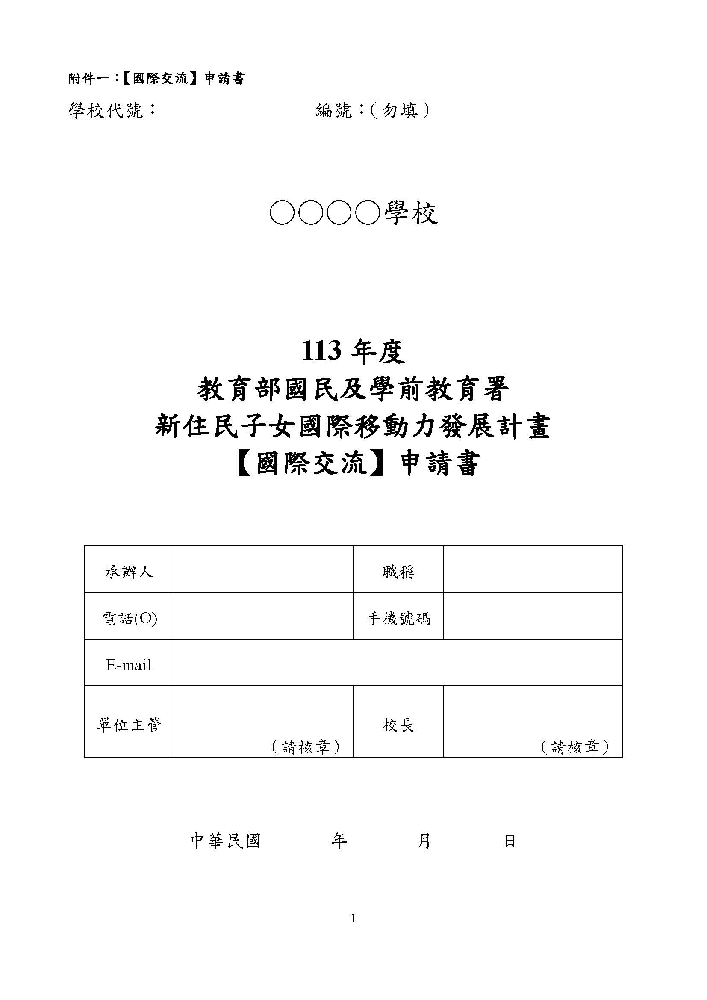 附件一：【國際交流】申請書
學校代號： 編號：（勿填）
○○○○學校
113 年度
教育部國民及學前教育署
新住民子女國際移動力發展計畫
【國際交流】申請書
承辦人 職稱
電話(O) 手機號碼
E-mail
單位主管 （請核章） 校長 （請核章）
中華民國 年 月 日
1